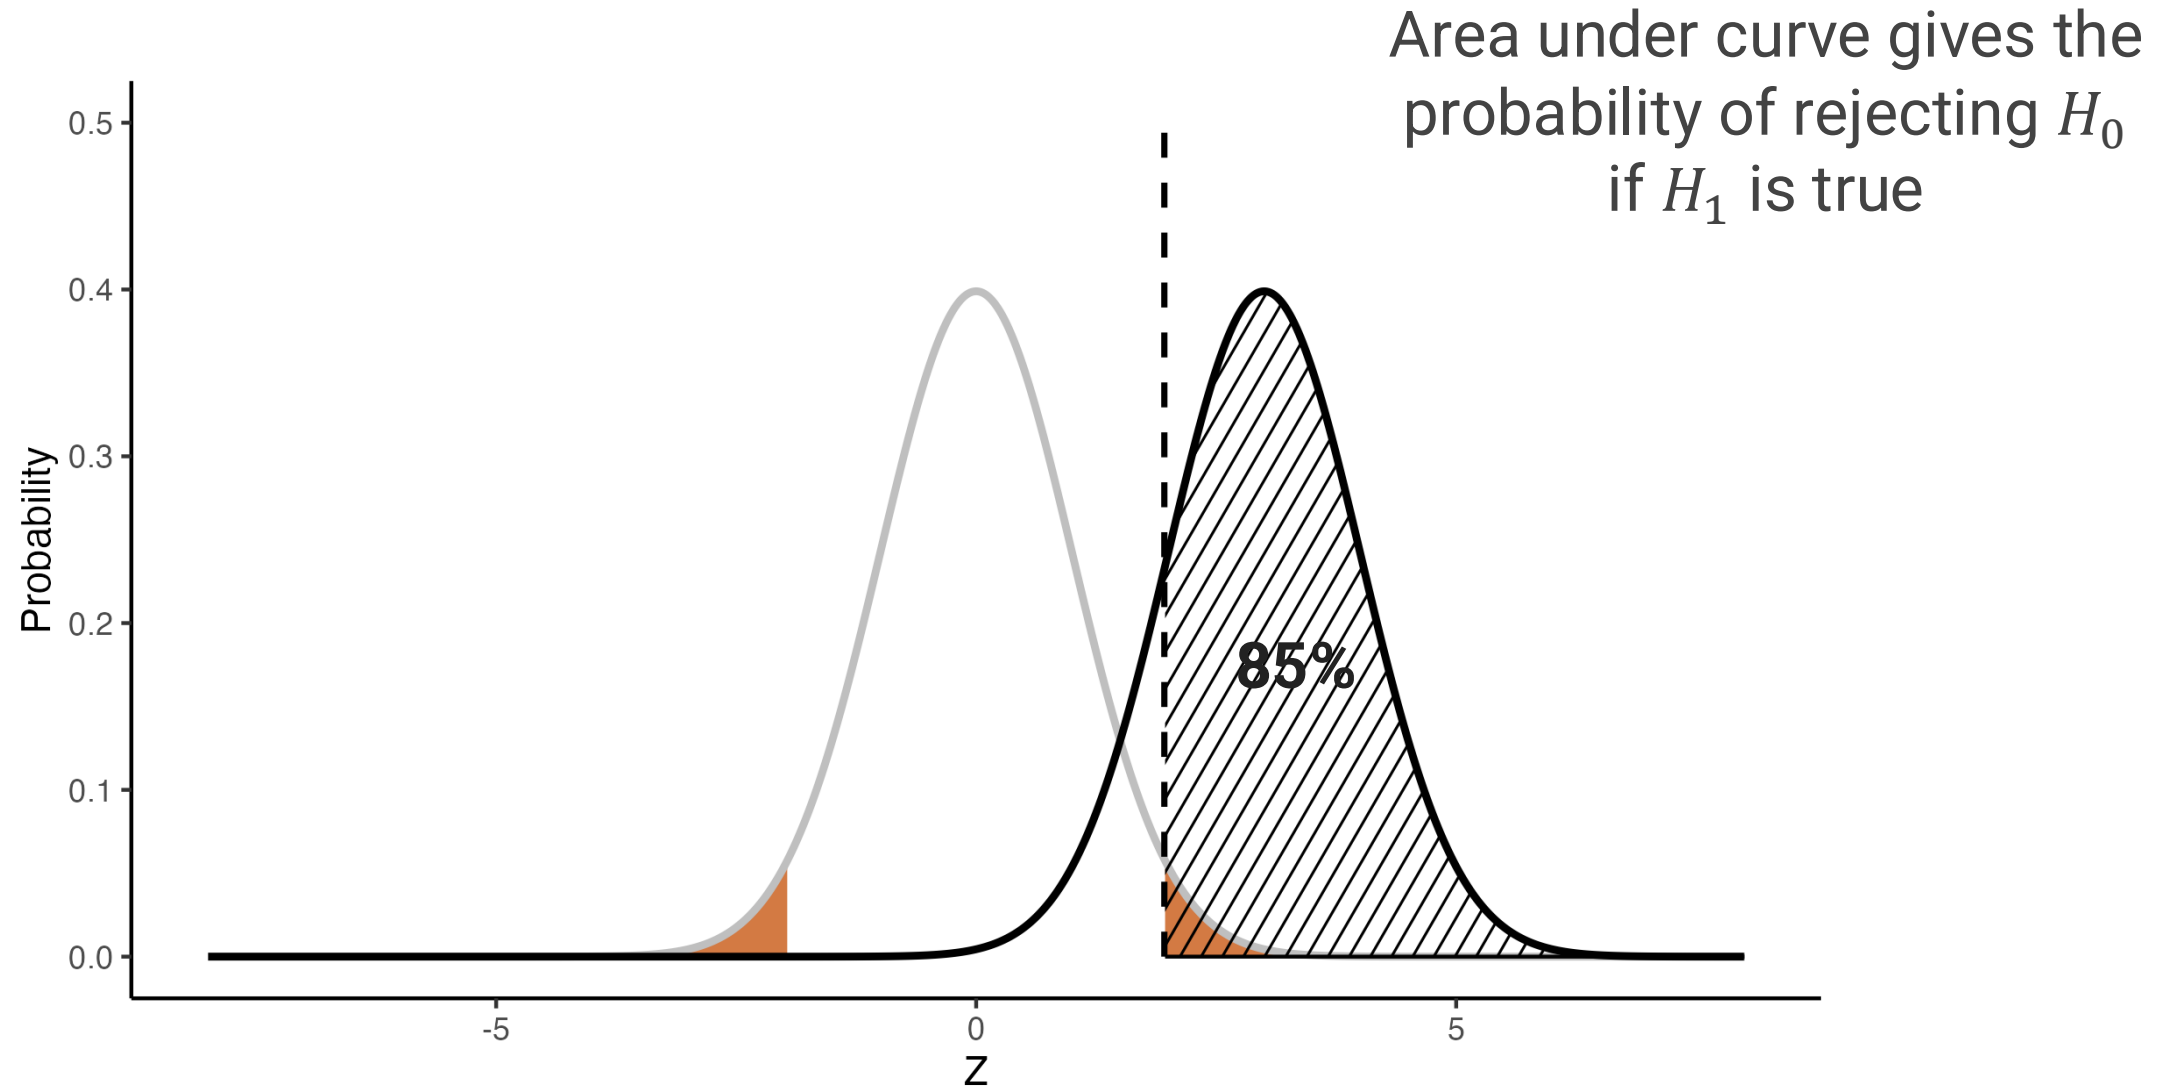 Area under curve gives the
probability of rejecting H₀
if H₁ is true
0.5
0.4
0.3
0.2
0.1
0.0
Probability
85%
-5 0 5
Z